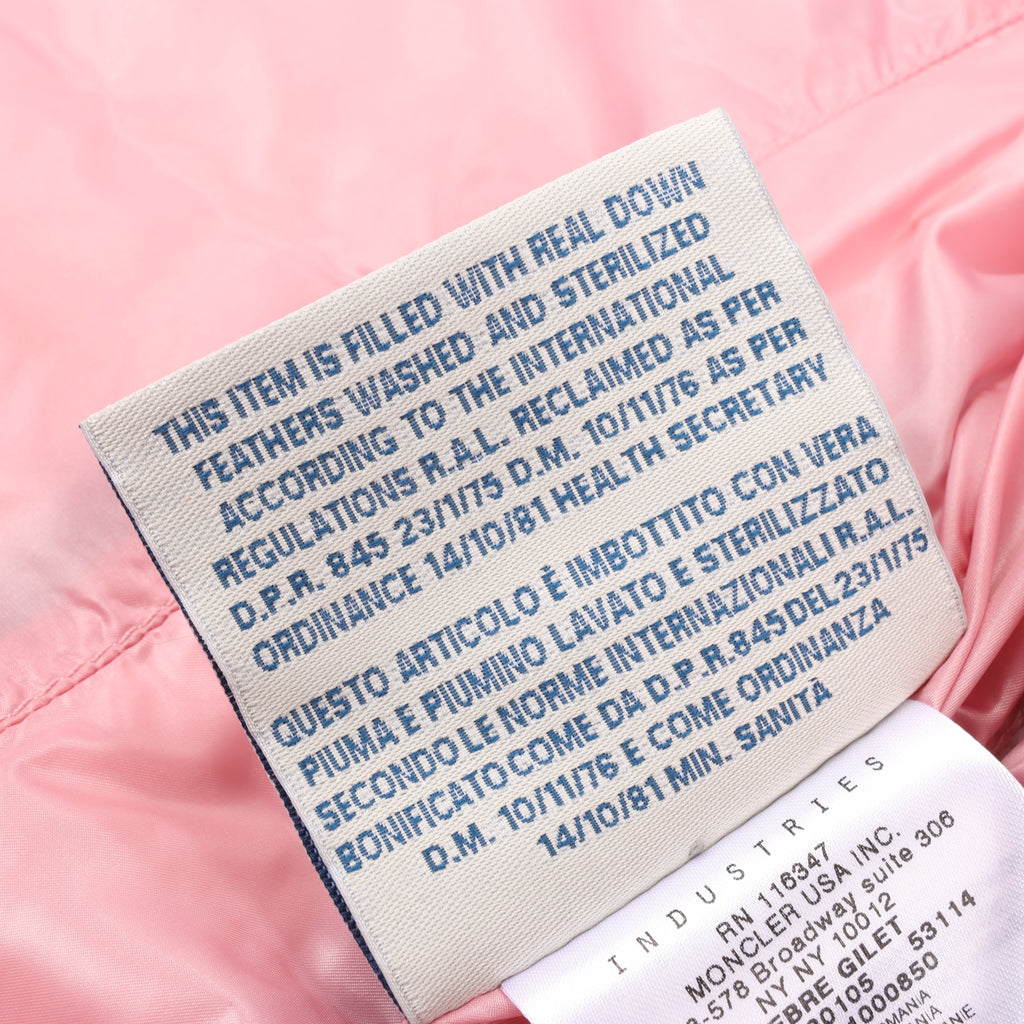 THIS ITEM IS FILLED WITH REAL DOWN
FEATHERS WASHED AND STERILIZED
ACCORDING TO THE INTERNATIONAL
REGULATIONS R.A.L. RECLAIMED AS PER
D.P.R. 845 23/1/75 D.M. 10/11/76 AS PER
ORDINANCE 14/10/81 HEALTH SECRETARY
QUESTO ARTICOLO É IMBOTTITO CON VERA
PIUMA E PIUMINO LAVATO E STERILIZZATO
SECONDO LE NORME INTERNAZIONALI R.A.L.
BONIFICATO COME DA D.P.R. 845 DEL 23/1/75
D.M. 10/11/76 E COME ORDINANZA
14/10/81 MIN. SANITÁ
INDUSTRIES
RN 116347
MONCLER USA INC.
-578 Broadway suite 306
NY NY 10012
EBRE GILET
0105 53114
1000850